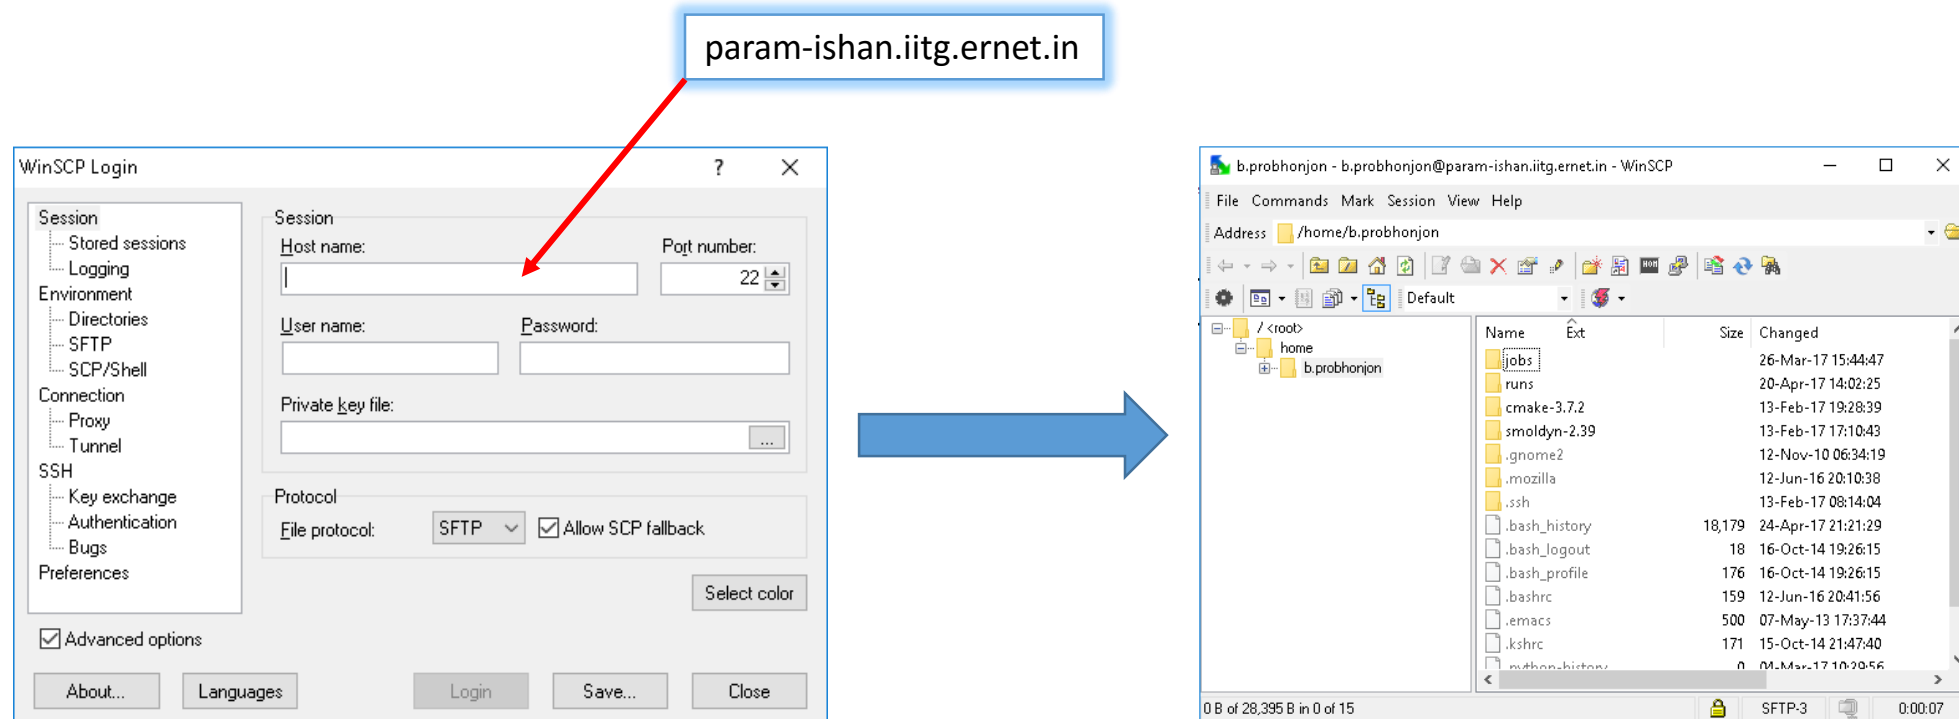 param-ishan.iitg.ernet.in
WinSCP Login
?
Session
Stored sessions
Logging
Environment
Directories
SFTP
SCP/Shell
Connection
Proxy
Tunnel
SSH
Key exchange
Authentication
Bugs
Preferences
Session
Host name:
Port number:
22
User name:
Password:
Private key file:
...
Protocol
File protocol:
SFTP
Allow SCP fallback
Select color
Advanced options
About...
Languages
Login
Save...
Close
b.probhonjon - b.probhonjon@param-ishan.iitg.ernet.in - WinSCP
File Commands Mark Session View Help
Address /home/b.probhonjon
Default
/ <root>
home
b.probhonjon
Name Ext Size Changed
jobs 26-Mar-17 15:44:47
runs 20-Apr-17 14:02:25
cmake-3.7.2 13-Feb-17 19:28:39
smoldyn-2.39 13-Feb-17 17:10:43
.gnome2 12-Nov-10 06:34:19
.mozilla 12-Jun-16 20:10:38
.ssh 13-Feb-17 08:14:04
.bash_history 18,179 24-Apr-17 21:21:29
.bash_logout 18 16-Oct-14 19:26:15
.bash_profile 176 16-Oct-14 19:26:15
.bashrc 159 12-Jun-16 20:41:56
.emacs 500 07-May-13 17:37:44
.kshrc 171 15-Oct-14 21:47:40
.python-history 0 04-Mar-17 10:29:56
0 B of 28,395 B in 0 of 15
SFTP-3
0:00:07